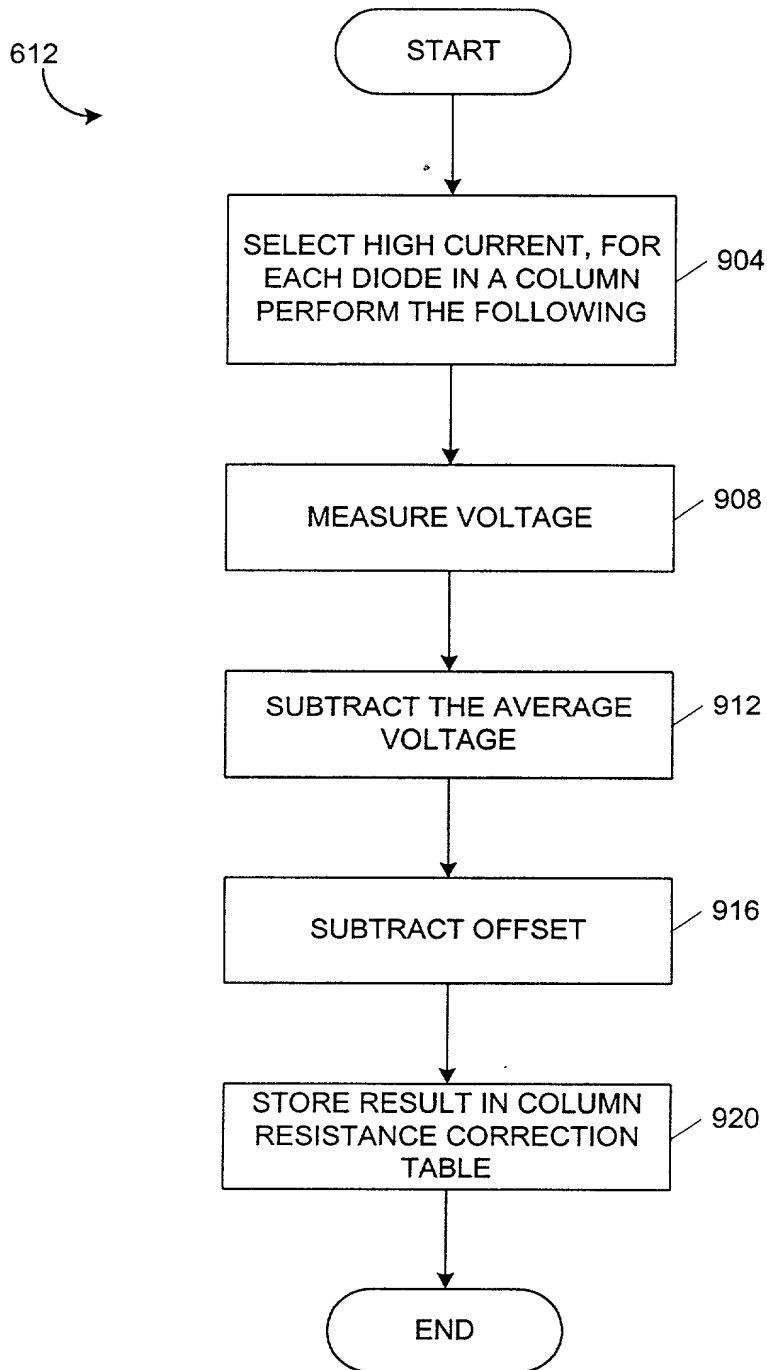 612
START
SELECT HIGH CURRENT, FOR
EACH DIODE IN A COLUMN
PERFORM THE FOLLOWING
904
MEASURE VOLTAGE
908
SUBTRACT THE AVERAGE
VOLTAGE
912
SUBTRACT OFFSET
916
STORE RESULT IN COLUMN
RESISTANCE CORRECTION
TABLE
920
END